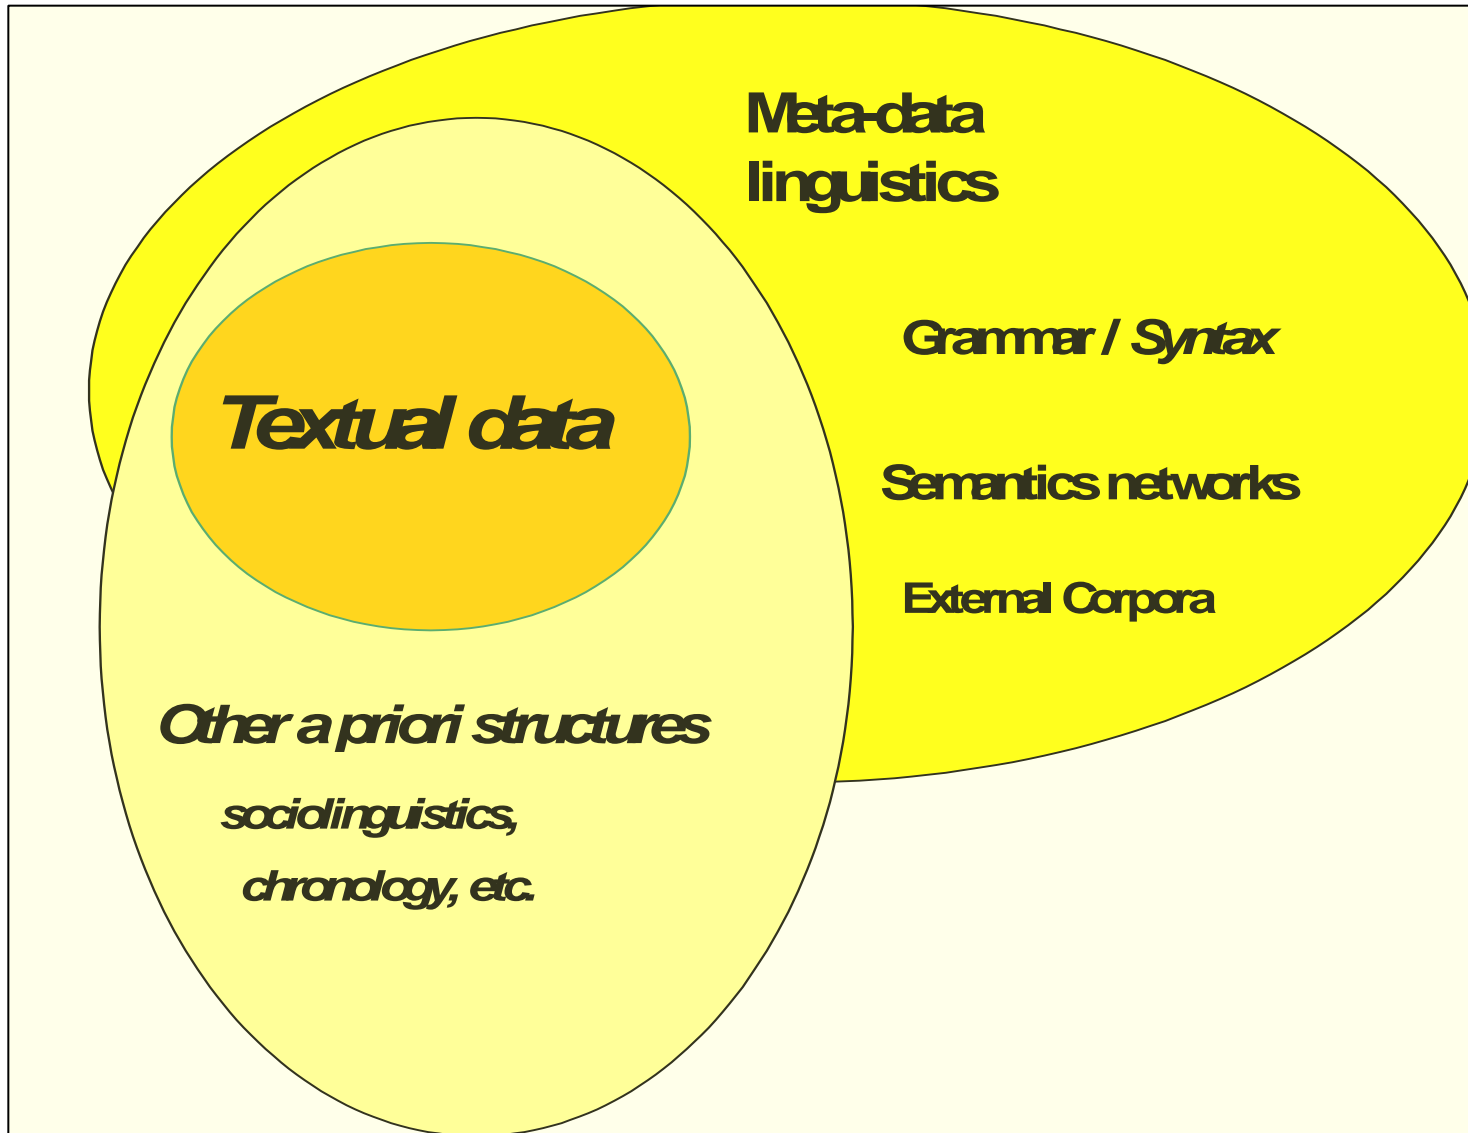 Meta-data
linguistics
Grammar / Syntax
Textual data
Semantics networks
External Corpora
Other a priori structures
sociolinguistics,
chronology, etc.